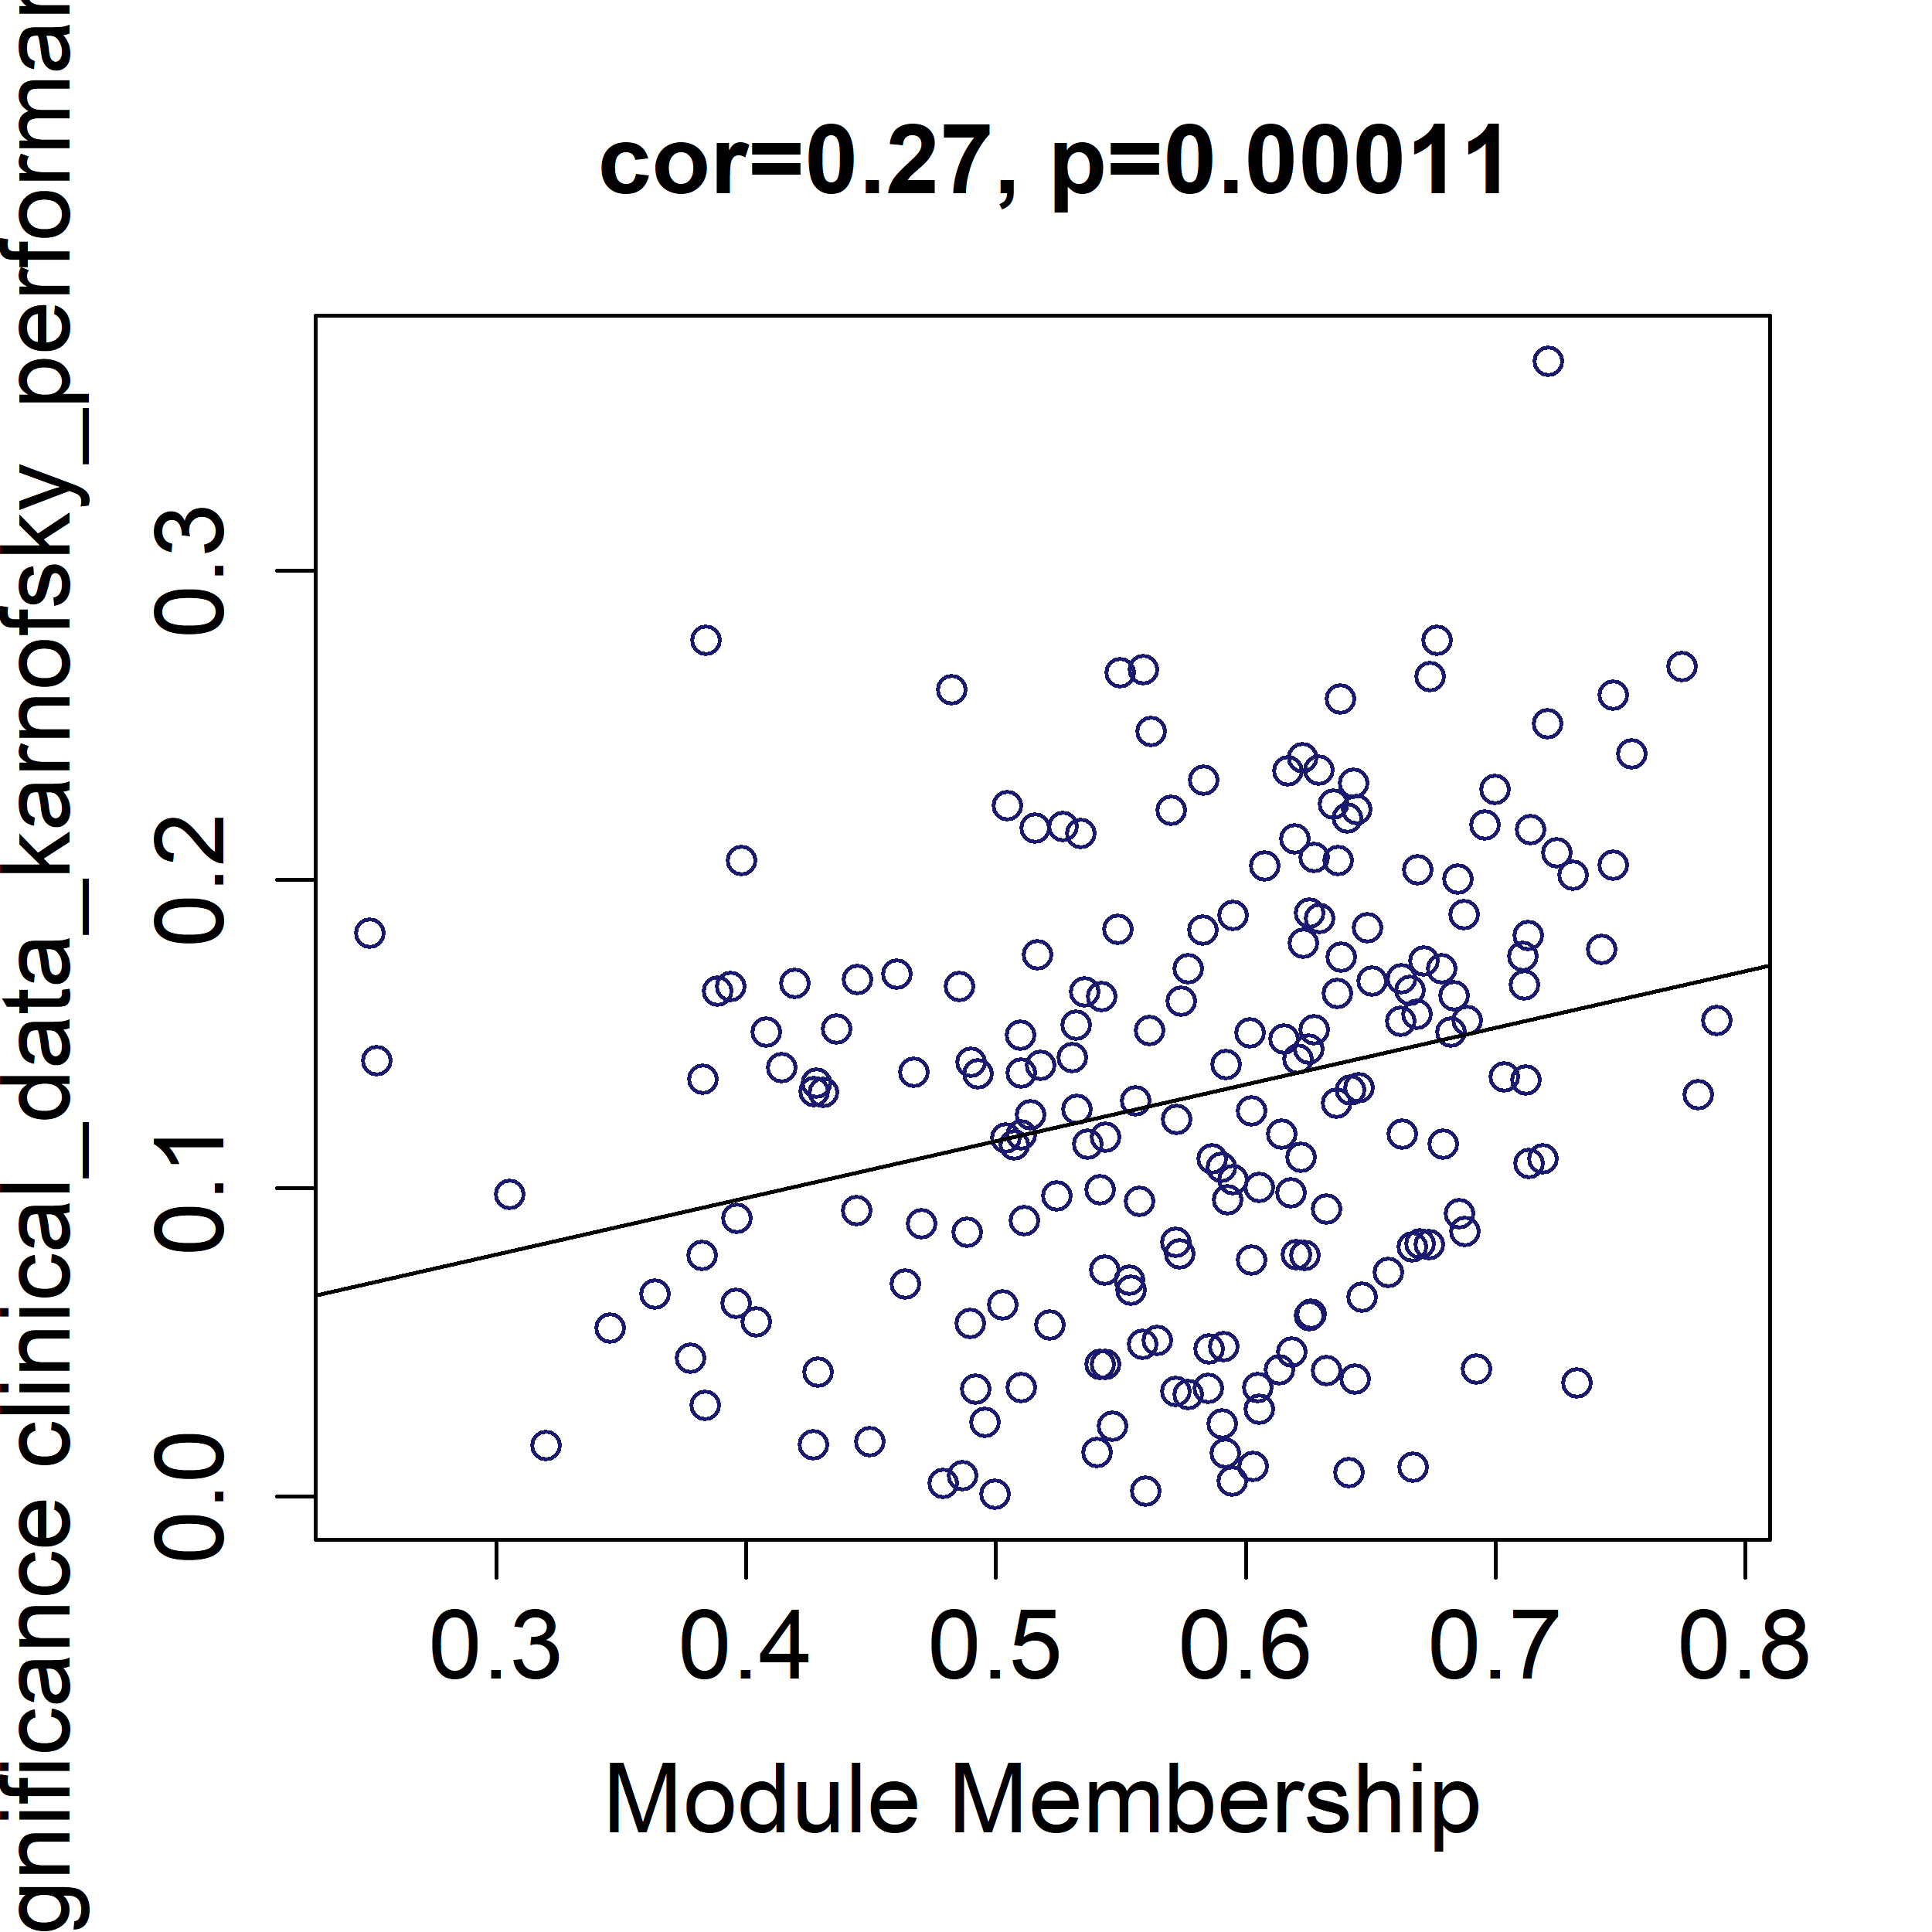 cor=0.27, p=0.00011
gnificance clinical_data_karnofsky_performa
0.3
0.2
0.1
0.0
0.3 0.4 0.5 0.6 0.7 0.8
Module Membership